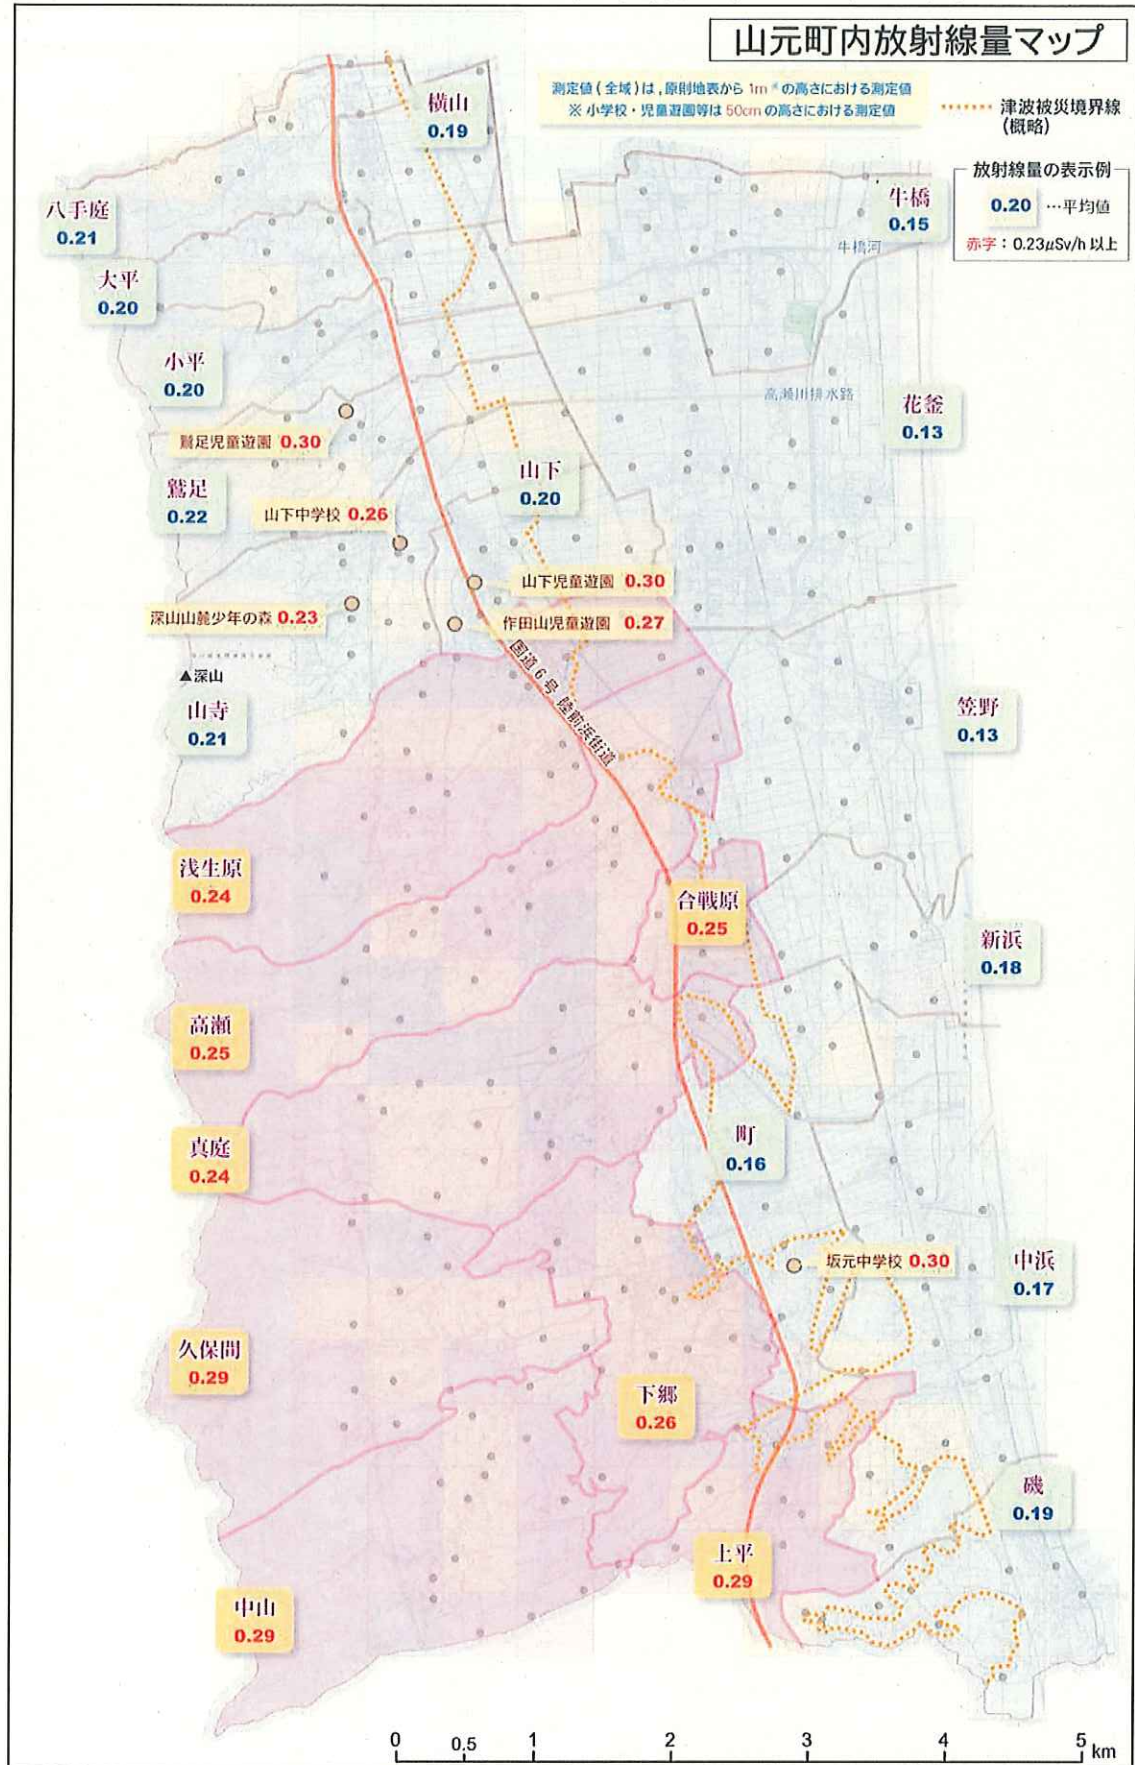 山元町内放射線量マップ
測定値(全域)は,原則地表から1m※の高さにおける測定値
※小学校・児童遊園等は50cmの高さにおける測定値
津波被災境界線
(概略)
放射線量の表示例
0.20 …平均値
赤字:0.23μSv/h以上
横山
0.19
八手庭
0.21
牛橋
0.15
牛橋河
大平
0.20
小平
0.20
高瀬川排水路
花釜
0.13
鷲足児童遊園 0.30
山下
0.20
鷲足
0.22
山下中学校 0.26
山下児童遊園 0.30
深山山麓少年の森 0.23
作田山児童遊園 0.27
国道6号 陸前浜街道
▲深山
山寺
0.21
笠野
0.13
浅生原
0.24
合戦原
0.25
新浜
0.18
高瀬
0.25
真庭
0.24
町
0.16
坂元中学校 0.30
中浜
0.17
久保間
0.29
下郷
0.26
磯
0.19
上平
0.29
中山
0.29
0 0.5 1 2 3 4 5 km